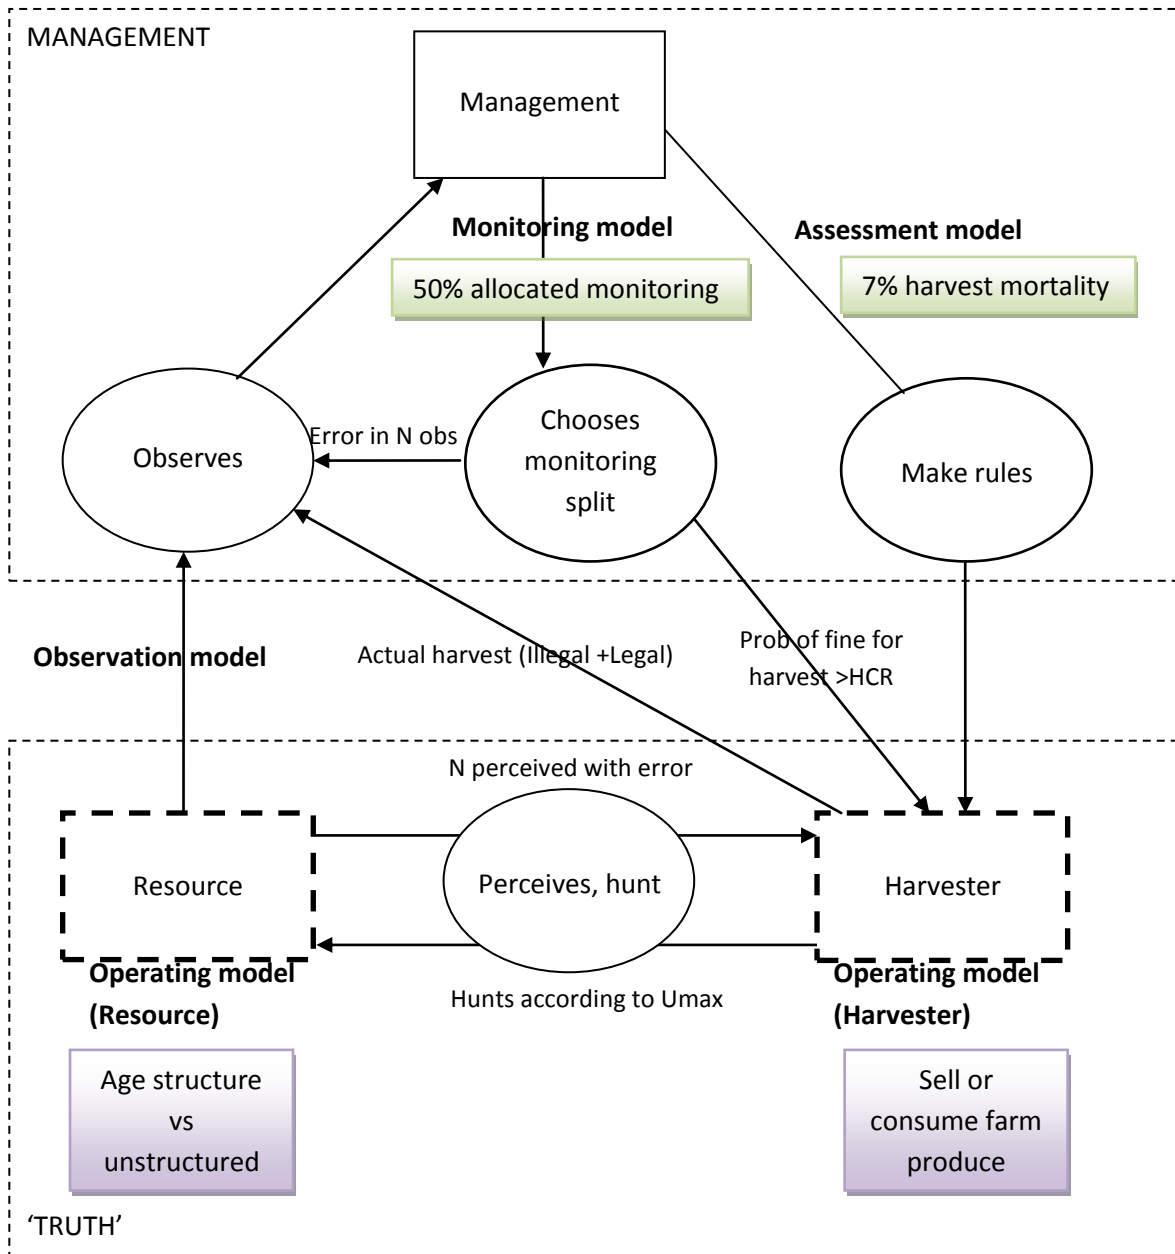 MANAGEMENT
Management
Monitoring model
Assessment model
50% allocated monitoring
7% harvest mortality
Observes
Error in N obs
Chooses
monitoring
split
Make rules
Observation model
Actual harvest (Illegal +Legal)
Prob of fine for
harvest >HCR
N perceived with error
Resource
Perceives, hunt
Harvester
Operating model
(Resource)
Hunts according to Umax
Operating model
(Harvester)
Age structure
vs
unstructured
Sell or
consume farm
produce
‘TRUTH’